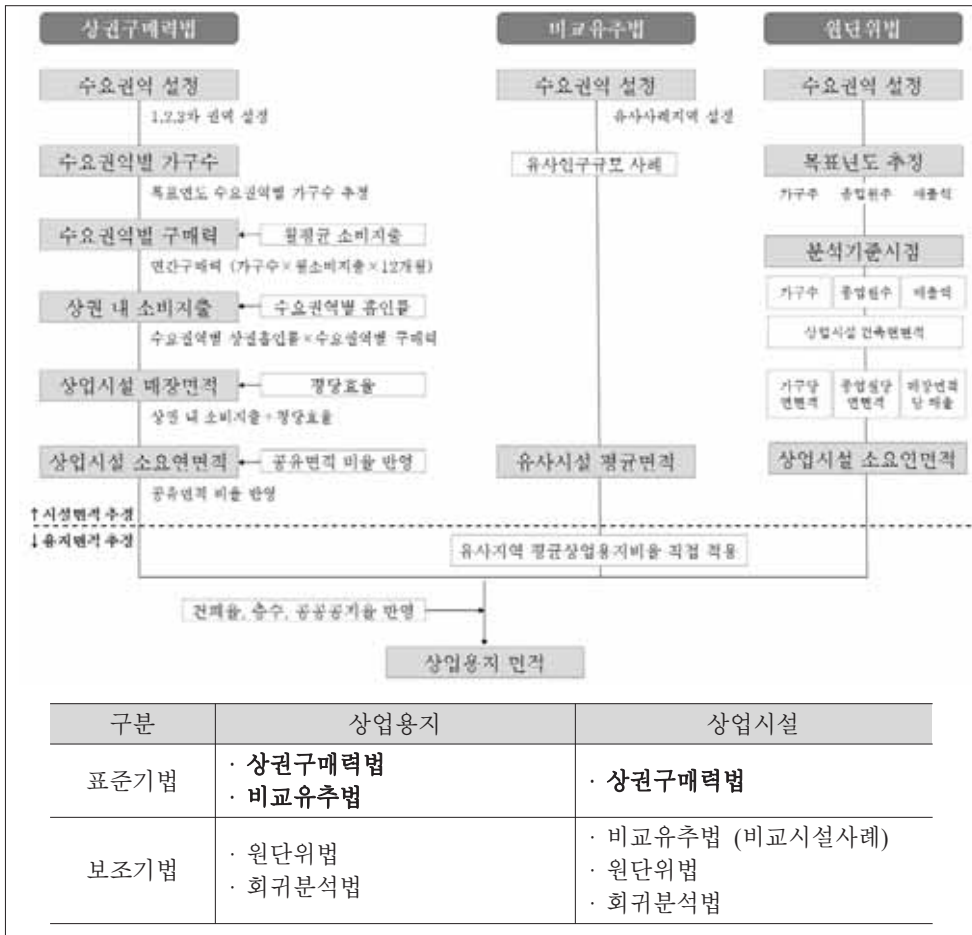 상권구매력법 비교유추법 원단위법
수요권역 설정 수요권역 설정 수요권역 설정
1,2,3차 권역 설정 유사사례지역 설정
수요권역별 가구수 유사인구규모 사례 목표년도 추정
목표연도 수요권역별 가구수 추정 가구주 종업원주 매출액
수요권역별 구매력 월평균 소비지출 분석기준시점
연간구매력 (가구수×월소비지출×12개월)
상권 내 소비지출 수요권역별 흡인률 가구수 종업원수 매출액
수요권역별 상권흡인률×수요권역별 구매력 상업시설 건축연면적
상업시설 매장면적 평당효율 가구당 연면적 종업원당 연면적 매장면적당 매출
상권 내 소비지출÷평당효율
상업시설 소요연면적 공유면적 비율 반영 유사시설 평균면적 상업시설 소요연면적
공유면적 비율 반영
↑시설면적 추정
↓용지면적 추정 유사지역 평균상업용지비율 직접 적용
건폐율, 층수, 공공공지율 반영
상업용지 면적
구분 상업용지 상업시설
표준기법 · 상권구매력법 · 상권구매력법
· 비교유추법
보조기법 · 원단위법 · 비교유추법 (비교시설사례)
· 회귀분석법 · 원단위법
· 회귀분석법